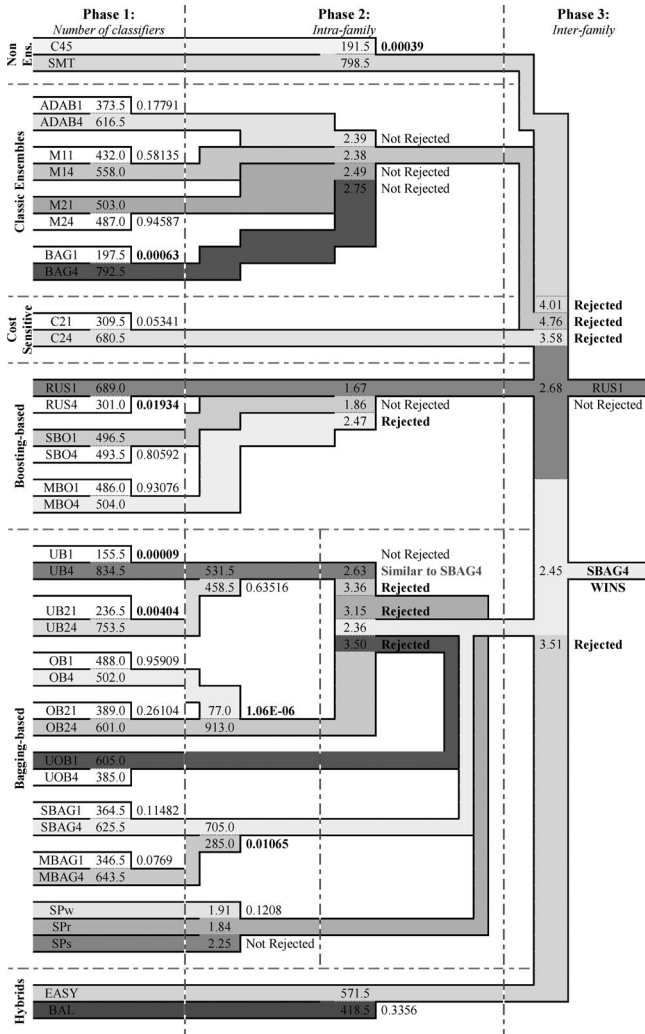 Phase 1: Phase 2: Phase 3:
Number of classifiers Intra-family Inter-family
Non Ens.
C45 191.5 0.00039
SMT 798.5
Classic Ensembles
ADAB1 373.5 0.17791
ADAB4 616.5
2.39 Not Rejected
M11 432.0 0.58135 2.38
M14 558.0 2.49 Not Rejected
2.75 Not Rejected
M21 503.0
M24 487.0 0.94587
BAG1 197.5 0.00063
BAG4 792.5
Cost Sensitive
4.01 Rejected
C21 309.5 0.05341 4.76 Rejected
C24 680.5 3.58 Rejected
Boosting-based
RUS1 689.0 1.67 2.68 RUS1
RUS4 301.0 0.01934 1.86 Not Rejected Not Rejected
2.47 Rejected
SBO1 496.5
SBO4 493.5 0.80592
MBO1 486.0 0.93076
MBO4 504.0
Bagging-based
UB1 155.5 0.00009 Not Rejected
UB4 834.5 531.5 2.63 Similar to SBAG4 2.45 SBAG4
458.5 0.63516 3.36 Rejected WINS
UB21 236.5 0.00404 3.15 Rejected
UB24 753.5 2.36
3.50 Rejected 3.51 Rejected
OB1 488.0 0.95909
OB4 502.0
OB21 389.0 0.26104 77.0 1.06E-06
OB24 601.0 913.0
UOB1 605.0
UOB4 385.0
SBAG1 364.5 0.11482
SBAG4 625.5 705.0
285.0 0.01065
MBAG1 346.5 0.0769
MBAG4 643.5
SPw 1.91 0.1208
SPr 1.84
SPs 2.25 Not Rejected
Hybrids
EASY 571.5
BAL 418.5 0.3356